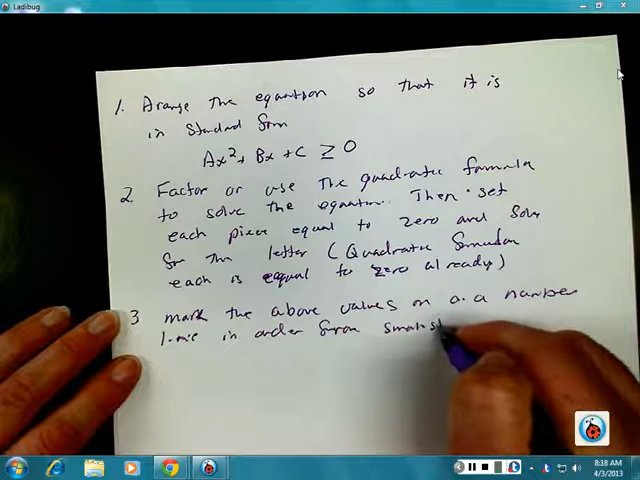 Ladibug
1. Arange the equation so that it is
in Standard form
Ax² + Bx + C ≥ 0
2. Factor or use the quadratic formula
to solve the equation. Then set
each piece equal to zero and Solve
for the letter (Quadratic formulan
each is eqqual to zero already)
3 mark the above values on a. a number
line in order from smallest
8:18 AM
4/3/2013